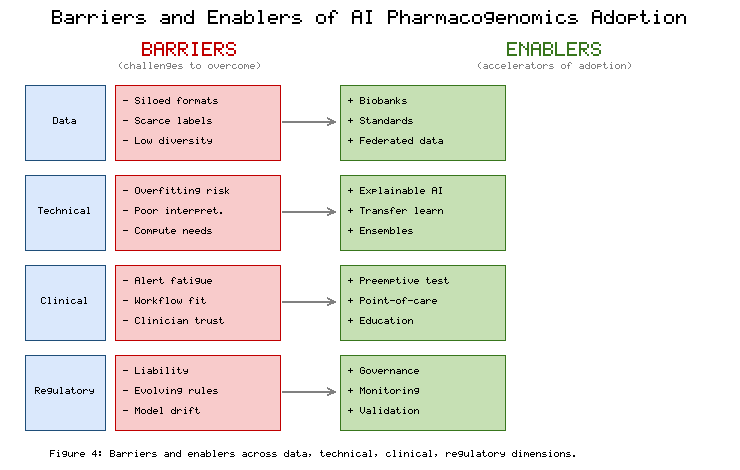 Barriers and Enablers of AI Pharmacogenomics Adoption
BARRIERS
ENABLERS
(challenges to overcome)
(accelerators of adoption)
Data
- Siloed formats
- Scarce labels
- Low diversity
+ Biobanks
+ Standards
+ Federated data
Technical
- Overfitting risk
- Poor interpret.
- Compute needs
+ Explainable AI
+ Transfer learn
+ Ensembles
Clinical
- Alert fatigue
- Workflow fit
- Clinician trust
+ Preemptive test
+ Point-of-care
+ Education
Regulatory
- Liability
- Evolving rules
- Model drift
+ Governance
+ Monitoring
+ Validation
Figure 4: Barriers and enablers across data, technical, clinical, regulatory dimensions.